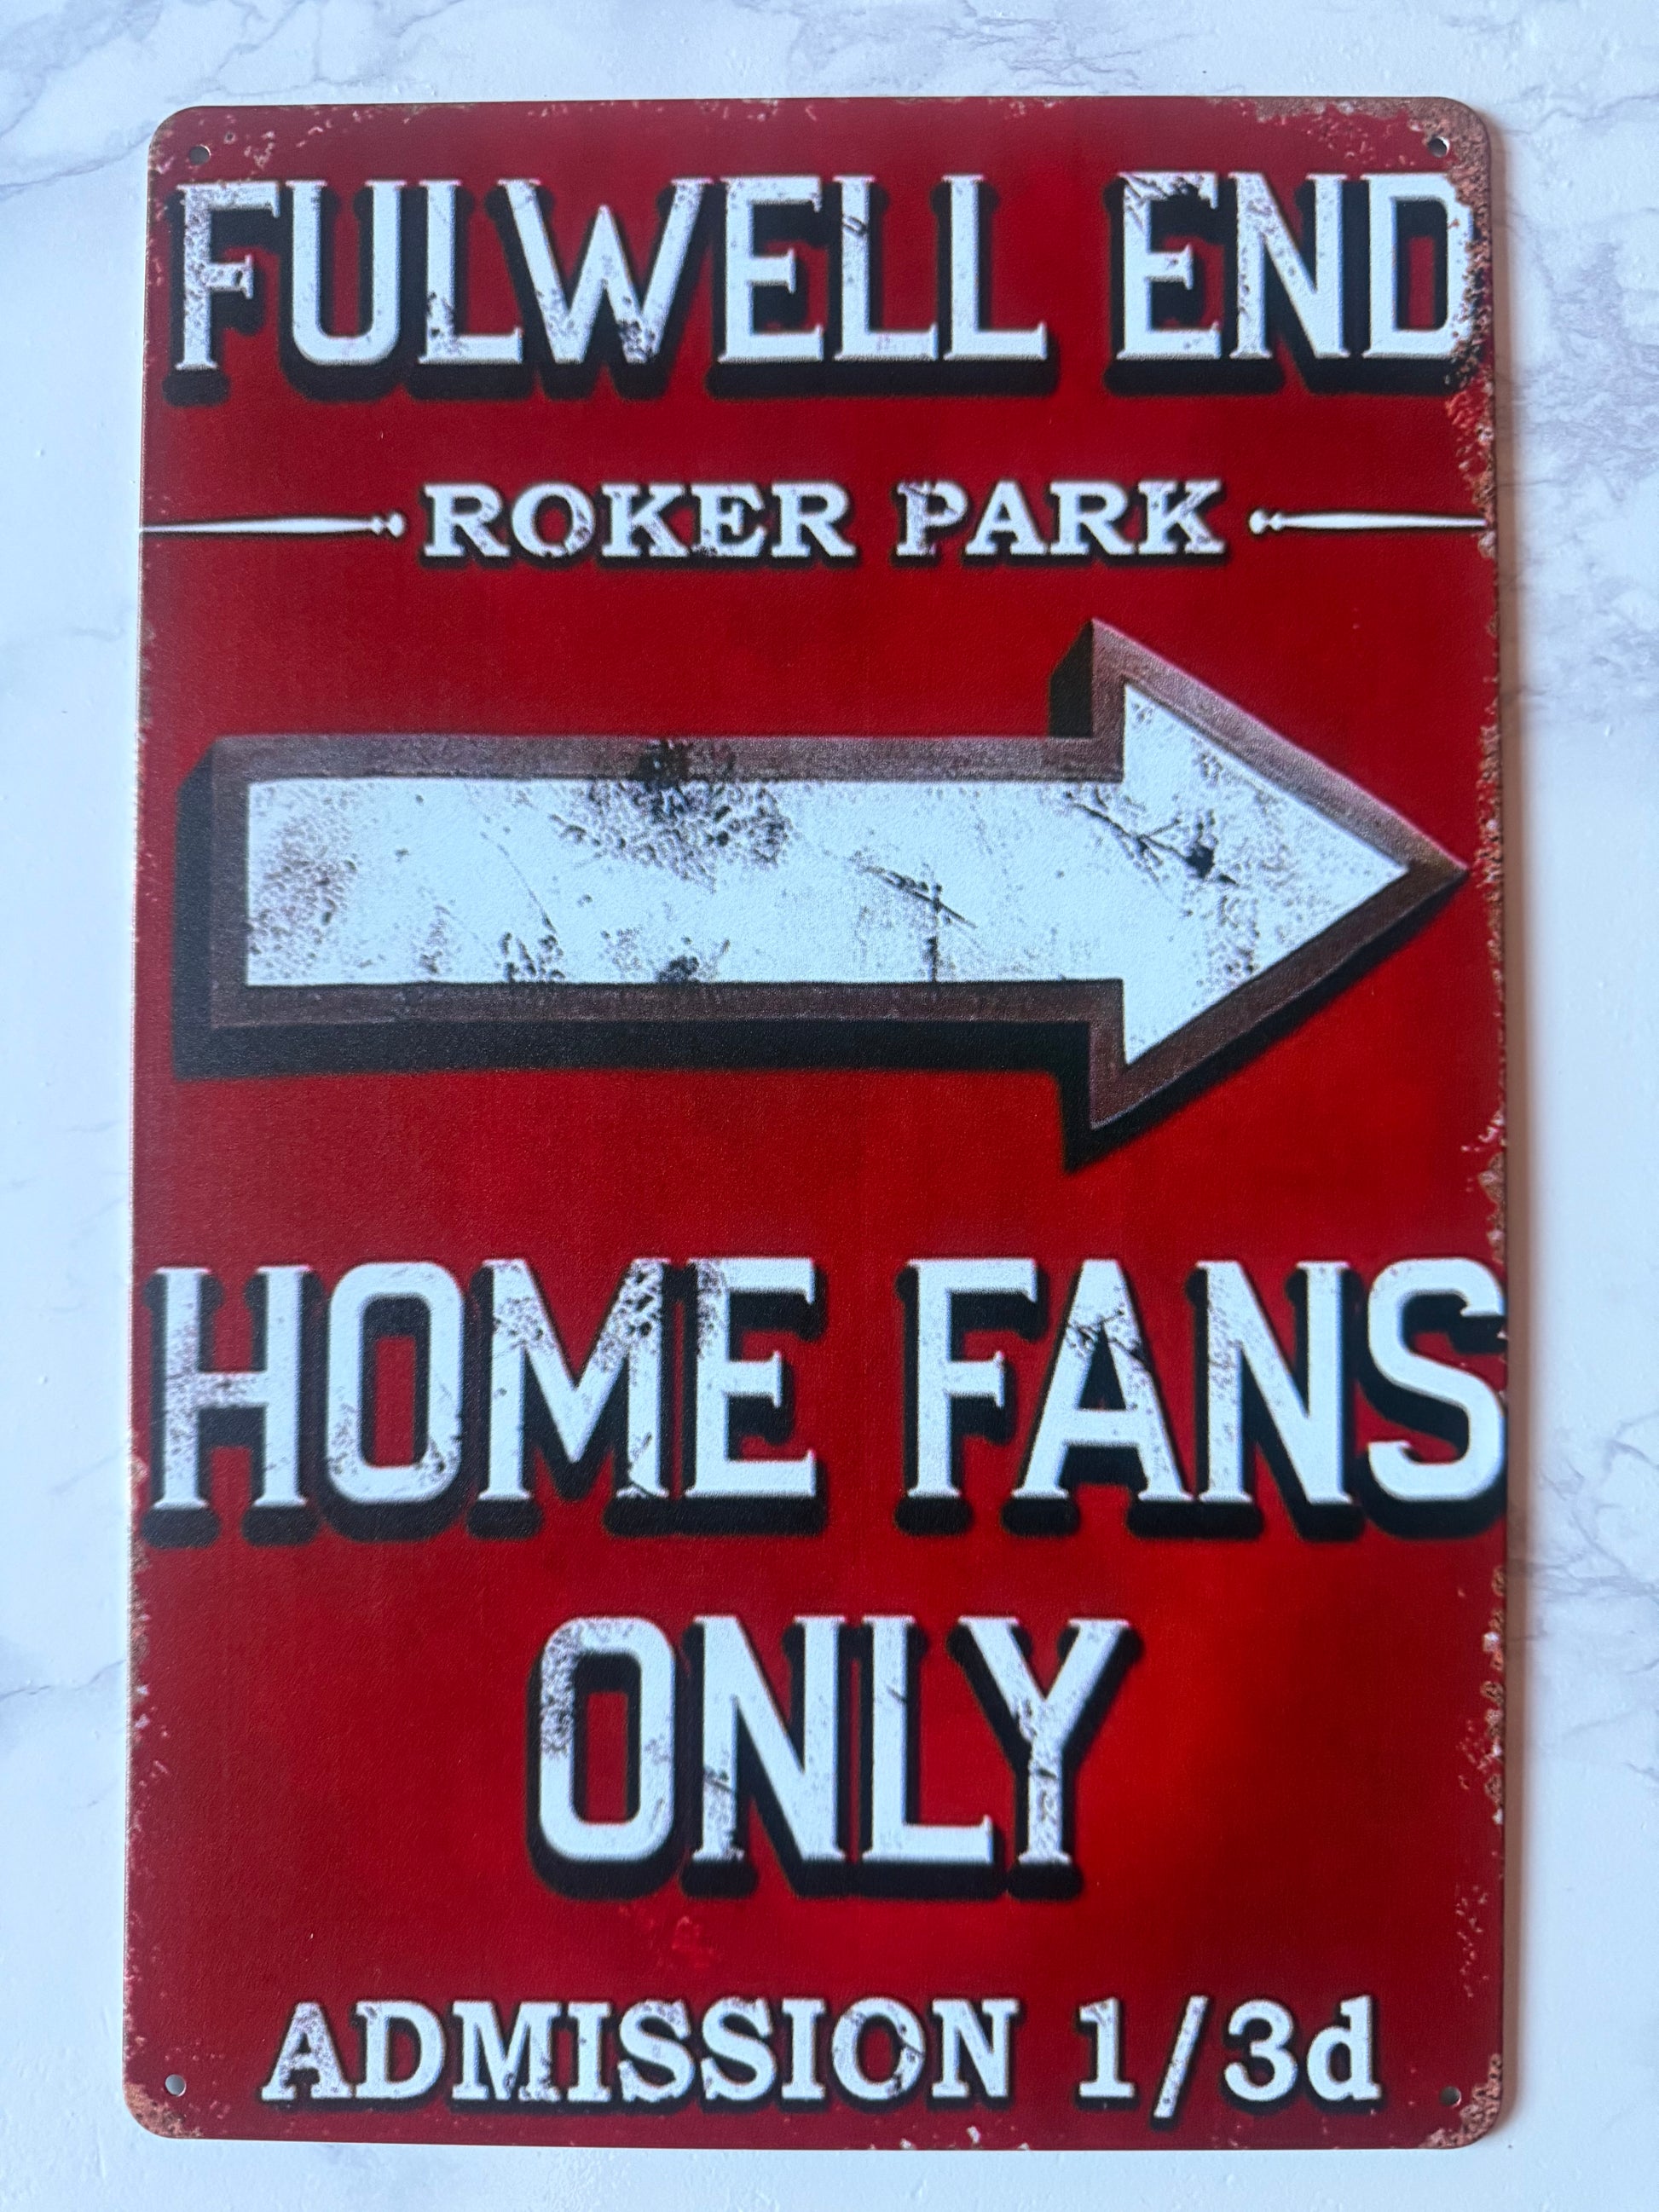 FULWELL END
ROKER PARK
HOME FANS
ONLY
ADMISSION 1/3d